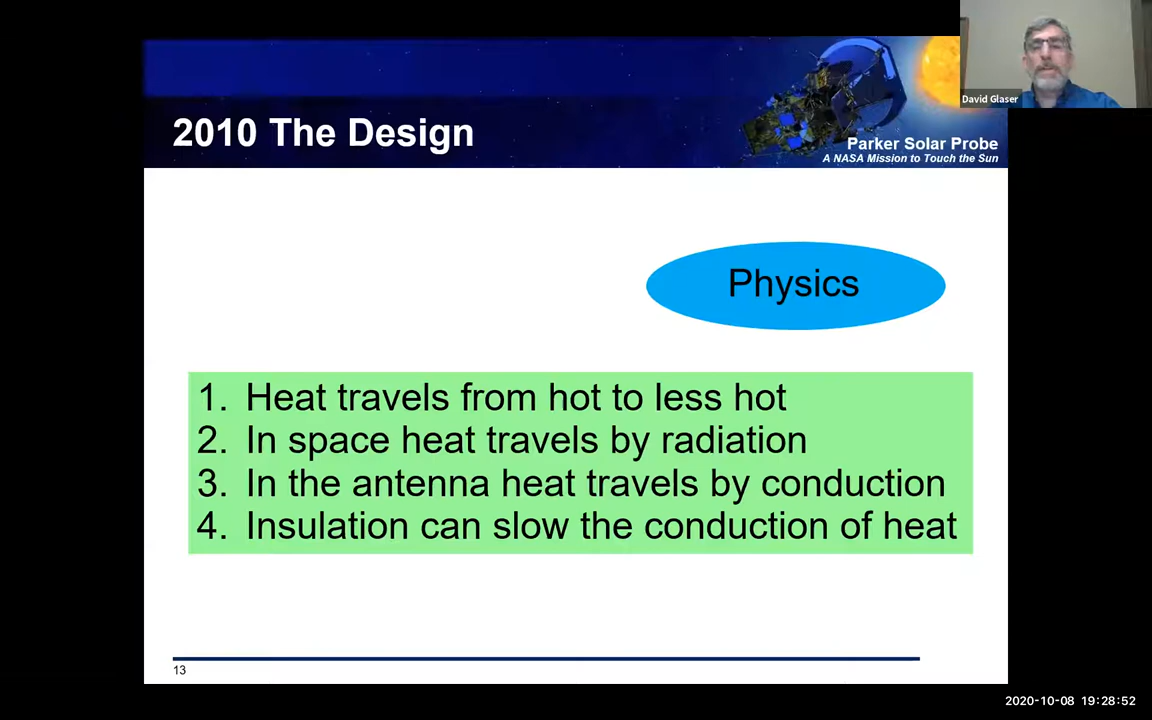 David Glaser
2010 The Design
Parker Solar Probe
A NASA Mission to Touch the Sun
Physics
1. Heat travels from hot to less hot
2. In space heat travels by radiation
3. In the antenna heat travels by conduction
4. Insulation can slow the conduction of heat
13
2020-10-08 19:28:52